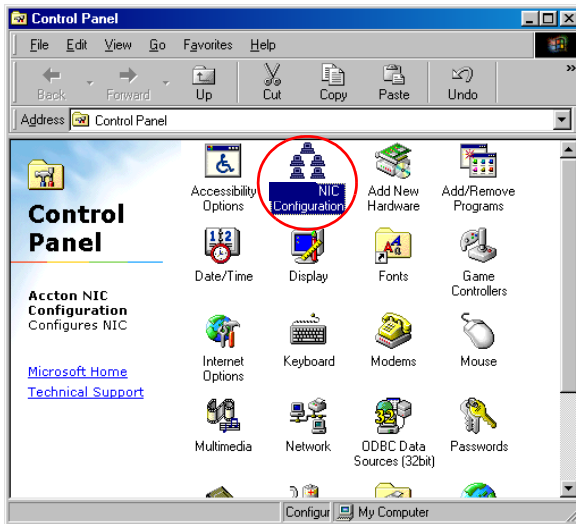 Control Panel
File Edit View Go Favorites Help
Back Forward Up Cut Copy Paste Undo »
Address Control Panel
Control
Panel
Accton NIC
Configuration
Configures NIC
Microsoft Home
Technical Support
Accessibility
Options
NIC
Configuration
Add New
Hardware
Add/Remove
Programs
Date/Time
Display
Fonts
Game
Controllers
Internet
Options
Keyboard
Modems
Mouse
Multimedia
Network
ODBC Data
Sources (32bit)
Passwords
Configur My Computer